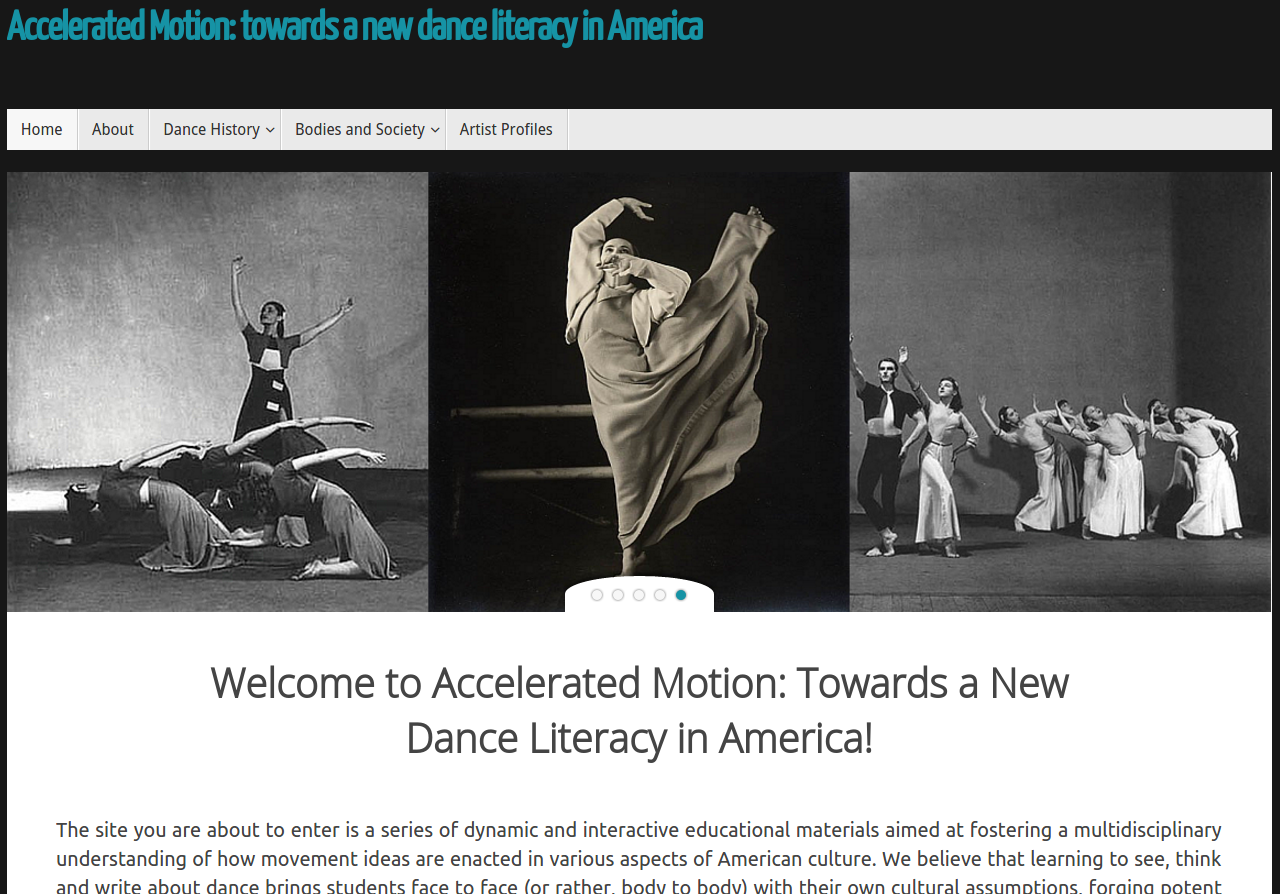 Accelerated Motion: towards a new dance literacy in America
Home About Dance History Bodies and Society Artist Profiles
Welcome to Accelerated Motion: Towards a New
Dance Literacy in America!
The site you are about to enter is a series of dynamic and interactive educational materials aimed at fostering a multidisciplinary
understanding of how movement ideas are enacted in various aspects of American culture. We believe that learning to see, think
and write about dance brings students face to face (or rather, body to body) with their own cultural assumptions, forging potent